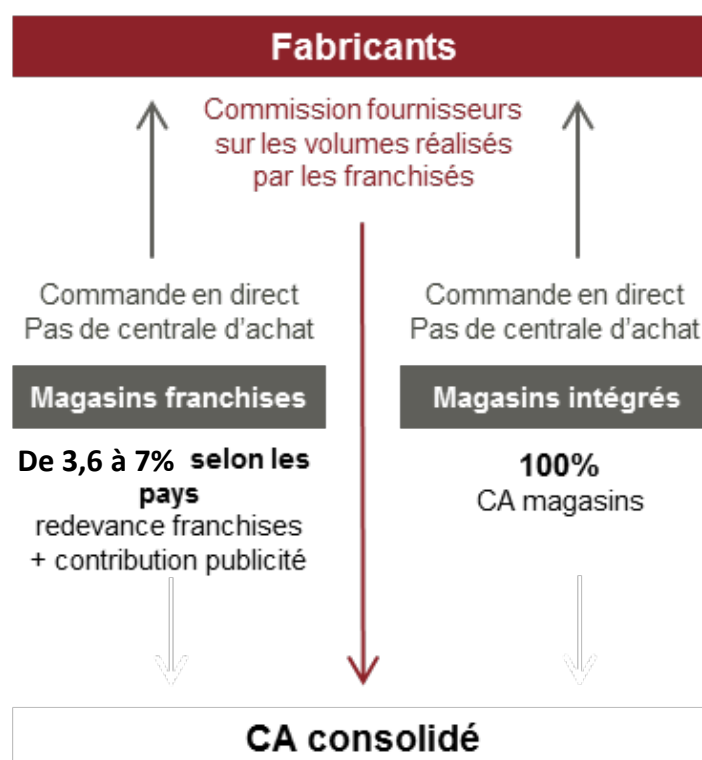 Fabricants
Commission fournisseurs
sur les volumes réalisés
par les franchisés
Commande en direct
Pas de centrale d'achat
Magasins franchises
De 3,6 à 7% selon les
pays
redevance franchises
+ contribution publicité
Commande en direct
Pas de centrale d'achat
Magasins intégrés
100%
CA magasins
CA consolidé